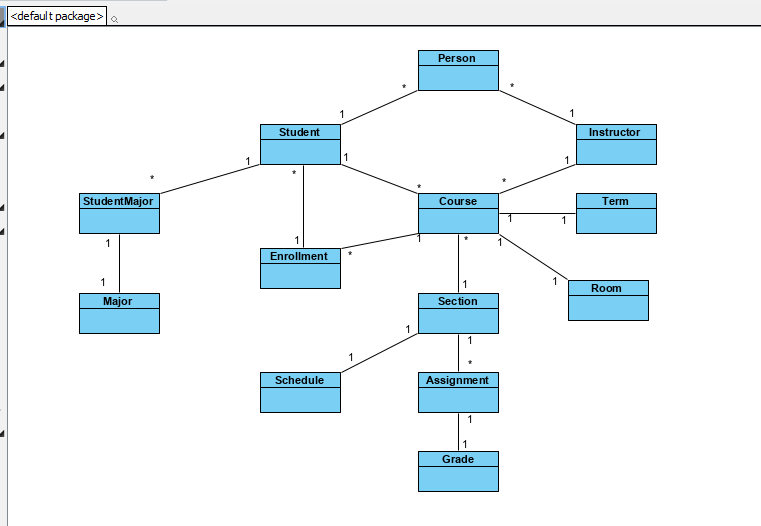 <default package>
Person
* *
1 1
Student Instructor
1 1 1
* * * *
StudentMajor Course Term
1 1
1 1 1 1
Enrollment * * 
1 1 1
Major Section Room
1 1
1 *
Schedule Assignment
1
1
Grade